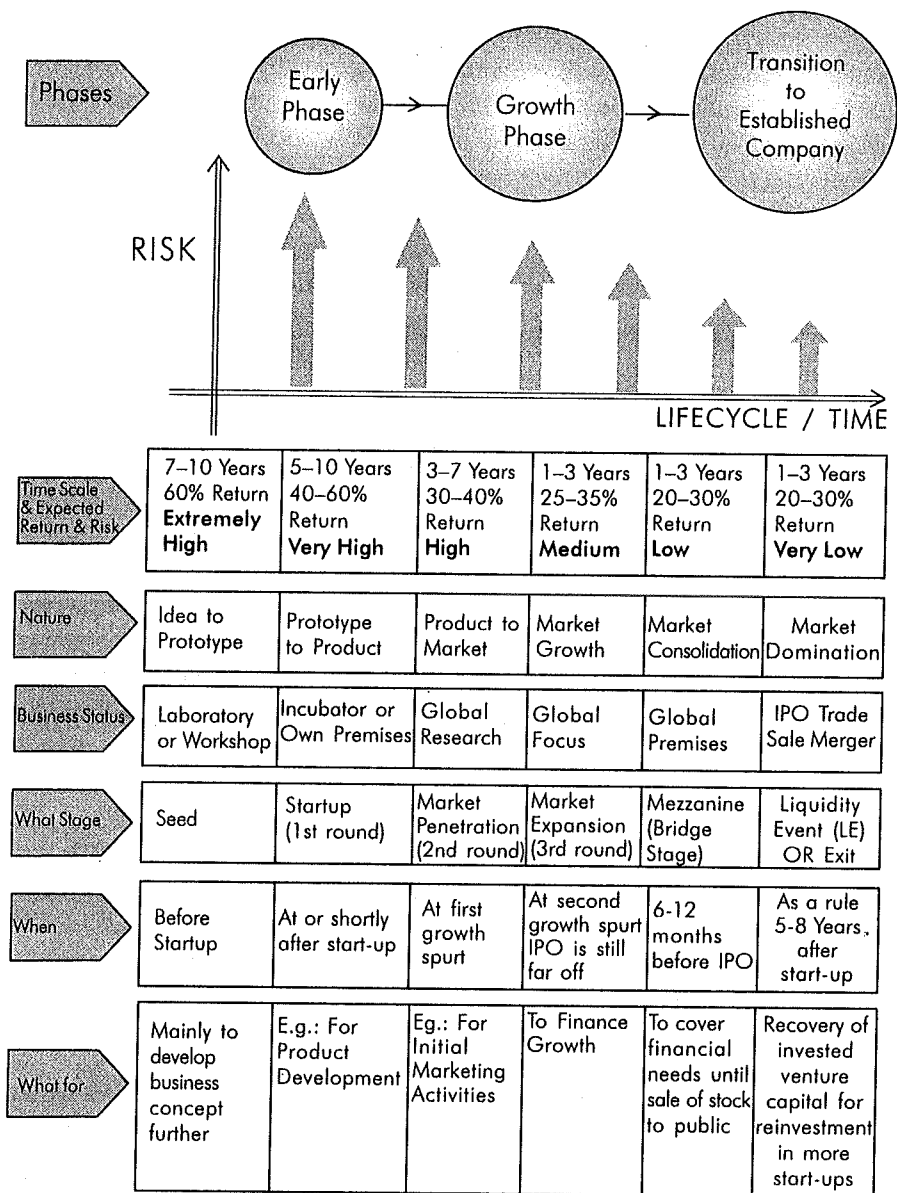 Phases
Early
Phase
Growth
Phase
Transition
to
Established
Company
RISK
LIFECYCLE / TIME
Time Scale
& Expected
Return & Risk
7–10 Years
60% Return
Extremely
High
5–10 Years
40–60%
Return
Very High
3–7 Years
30–40%
Return
High
1–3 Years
25–35%
Return
Medium
1–3 Years
20–30%
Return
Low
1–3 Years
20–30%
Return
Very Low
Nature
Idea to
Prototype
Prototype
to Product
Product to
Market
Market
Growth
Market
Consolidation
Market
Domination
Business Status
Laboratory
or Workshop
Incubator or
Own Premises
Global
Research
Global
Focus
Global
Premises
IPO Trade
Sale Merger
What Stage
Seed
Startup
(1st round)
Market
Penetration
(2nd round)
Market
Expansion
(3rd round)
Mezzanine
(Bridge
Stage)
Liquidity
Event (LE)
OR Exit
When
Before
Startup
At or shortly
after start-up
At first
growth
spurt
At second
growth spurt
IPO is still
far off
6-12
months
before IPO
As a rule
5-8 Years,
after
start-up
What for
Mainly to
develop
business
concept
further
E.g.: For
Product
Development
Eg.: For
Initial
Marketing
Activities
To Finance
Growth
To cover
financial
needs until
sale of stock
to public
Recovery of
invested
venture
capital for
reinvestment
in more
start-ups